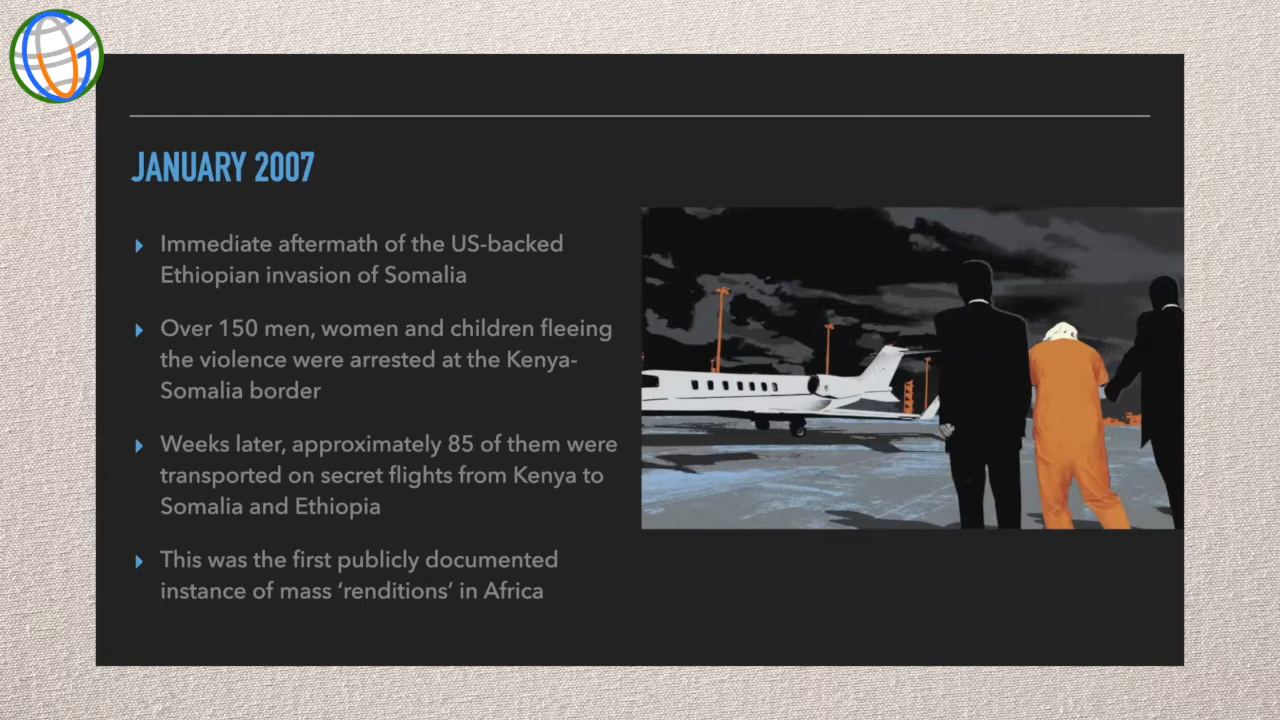 JANUARY 2007
Immediate aftermath of the US-backed
Ethiopian invasion of Somalia
Over 150 men, women and children fleeing
the violence were arrested at the Kenya-
Somalia border
Weeks later, approximately 85 of them were
transported on secret flights from Kenya to
Somalia and Ethiopia
This was the first publicly documented
instance of mass ‘renditions’ in Africa